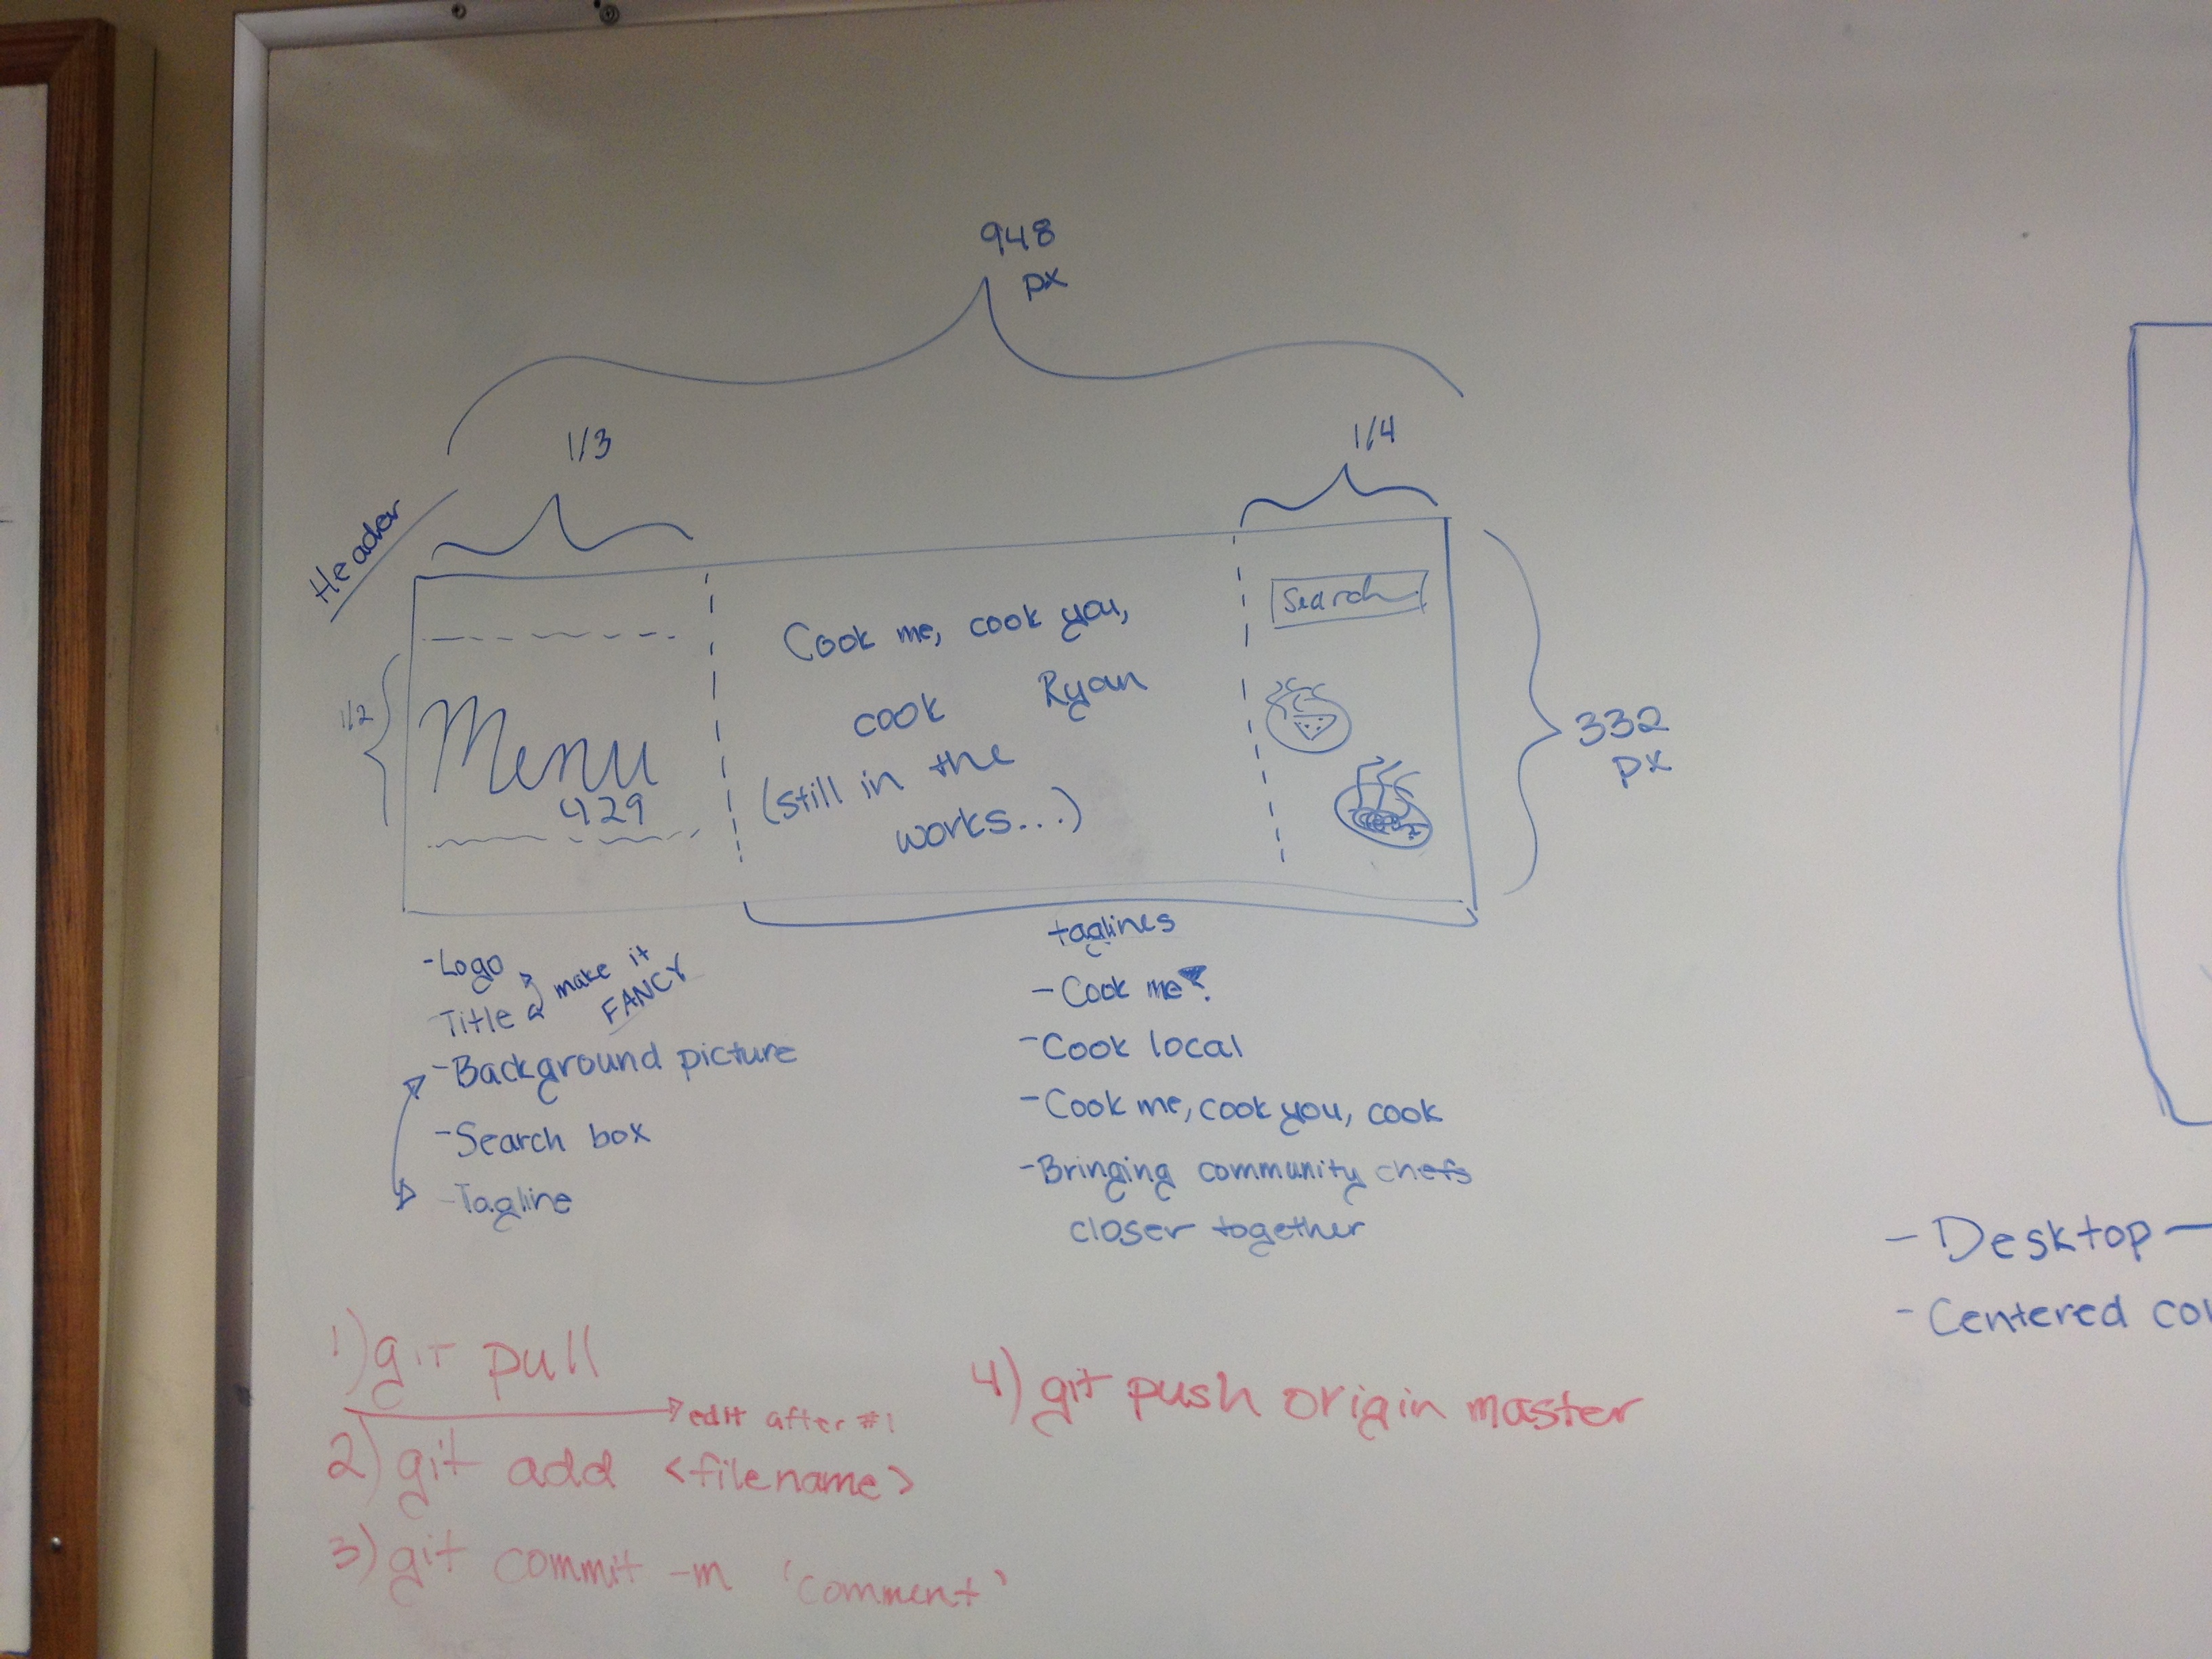 948
px
1/3
1/4
Header
Search
Cook me, cook you,
cook Ryan
(still in the
works...)
1/2
Menu
429
332
px
-Logo
-Title
make it
FANCY
-Background picture
-Search box
-Tagline
taglines
-Cook me?
-Cook local
-Cook me, cook you, cook
-Bringing community chefs
closer together
-Desktop-
-Centered
1) git pull
edit after #1
2) git add <filename>
3) git commit -m 'comment'
4) git push origin master